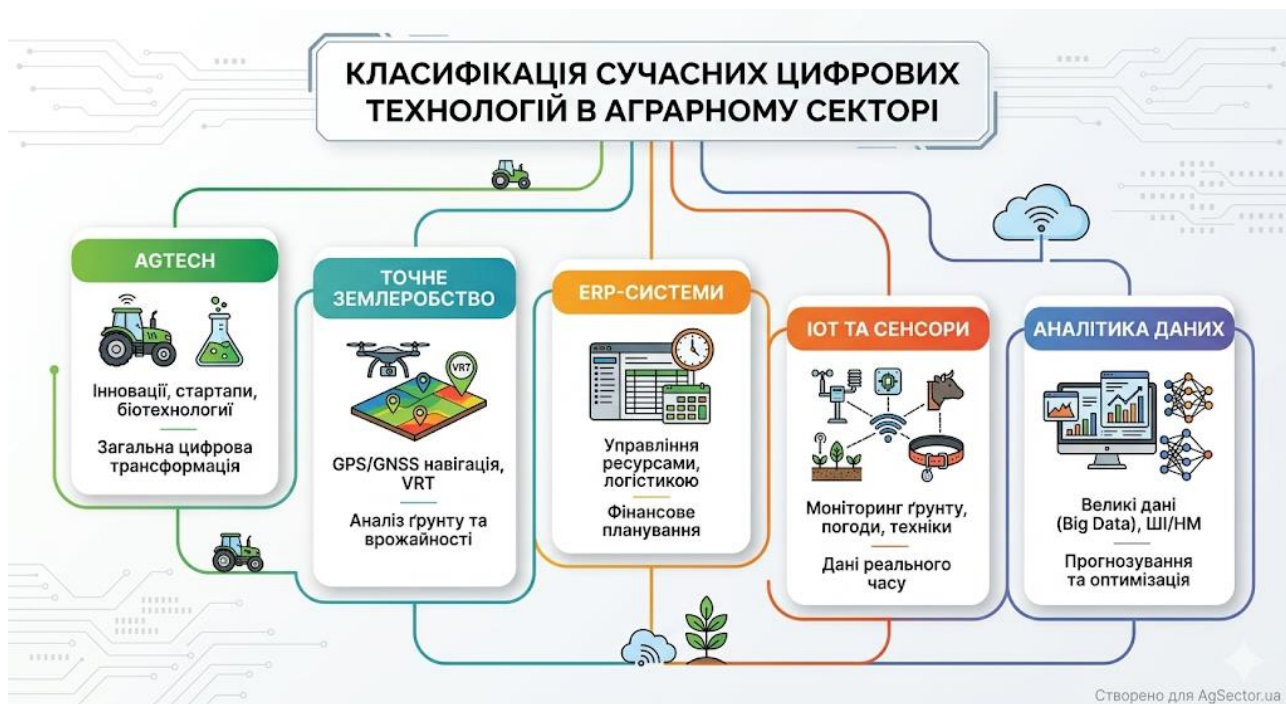 КЛАСИФІКАЦІЯ СУЧАСНИХ ЦИФРОВИХ
ТЕХНОЛОГІЙ В АГРАРНОМУ СЕКТОРІ
AGTECH
Інновації, стартапи,
біотехнологиї
Загальна цифрова
трансформація
ТОЧНЕ
ЗЕМЛЕРОБСТВО
VRT
GPS/GNSS навігація,
VRT
Аналіз ґрунту та
врожайності
ERP-СИСТЕМИ
Управління
ресурсами,
логістикою
Фінансове
планування
ІОТ ТА СЕНСОРИ
Моніторинг ґрунту,
погоди, техніки
Дані реального
часу
АНАЛІТИКА ДАНИХ
Великі дані
(Big Data), ШІ/НМ
Прогнозування
та оптимізація
Створено для AgSector.ua